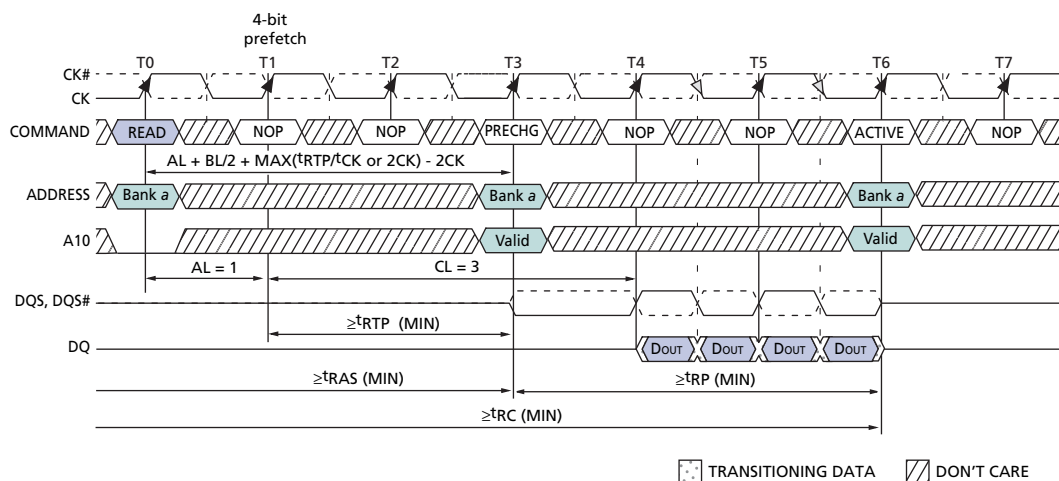 4-bit
prefetch
T0 T1 T2 T3 T4 T5 T6 T7
CK#
CK
COMMAND READ NOP NOP PRECHG NOP NOP ACTIVE NOP
AL + BL/2 + MAX(tRTP/tCK or 2CK) - 2CK
ADDRESS Bank a Bank a Bank a
A10 Valid Valid
AL = 1 CL = 3
DQS, DQS#
≥tRTP (MIN)
DQ DOUT DOUT DOUT DOUT
≥tRAS (MIN) ≥tRP (MIN)
≥tRC (MIN)
TRANSITIONING DATA DON'T CARE